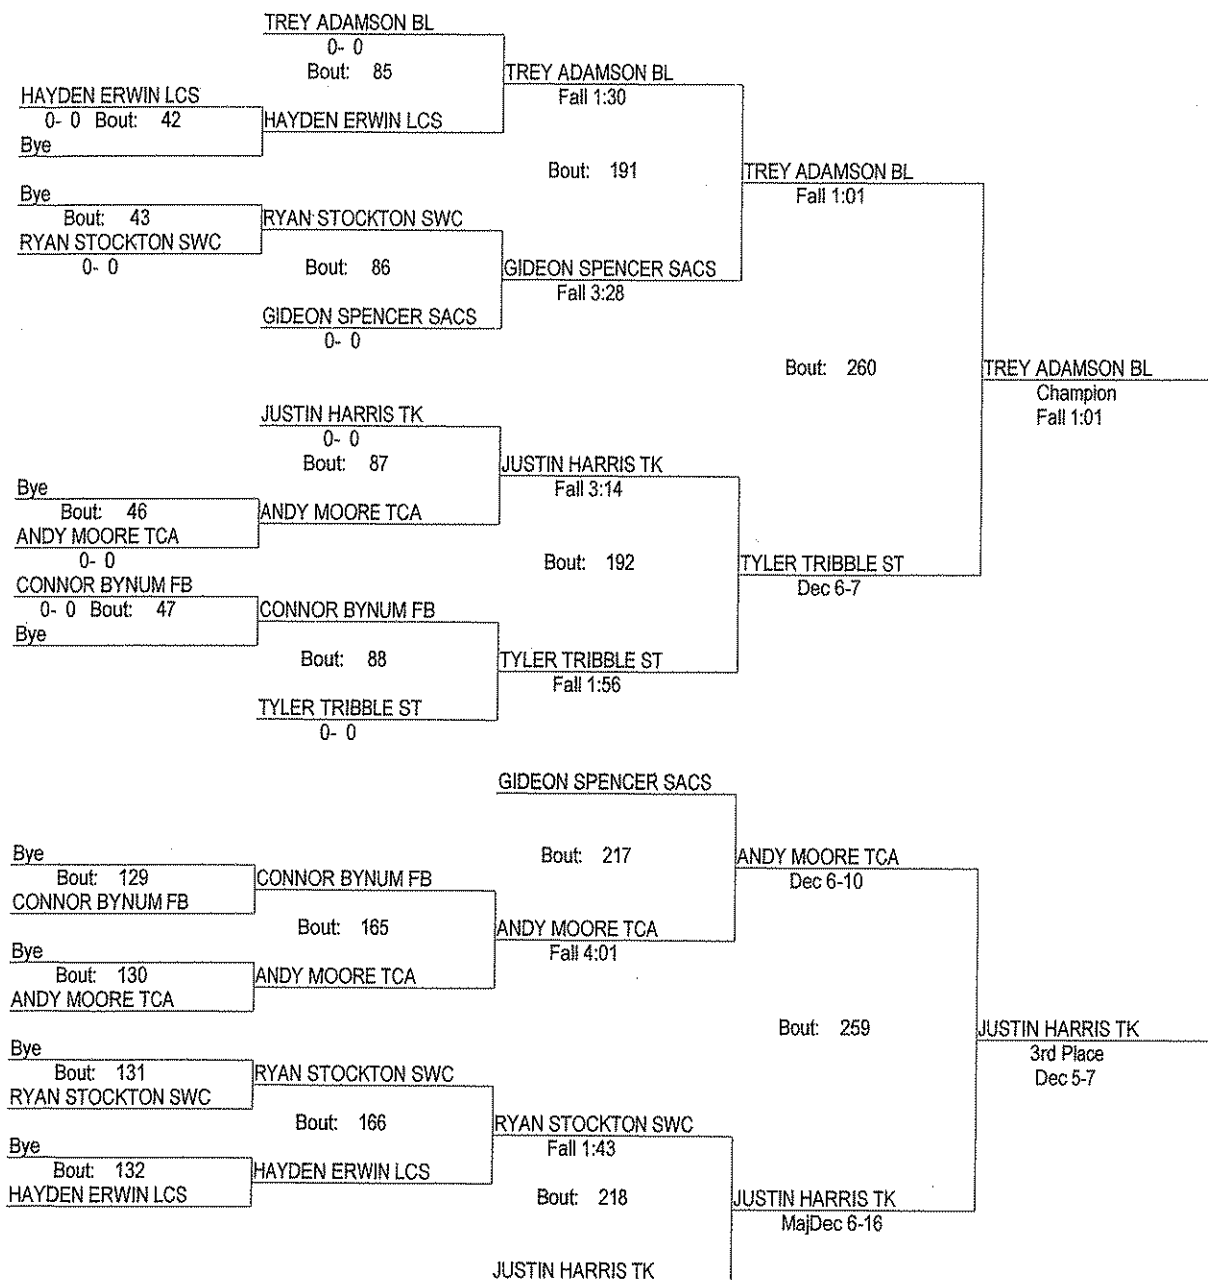 TREY ADAMSON BL
0- 0
Bout: 85
TREY ADAMSON BL
Fall 1:30
HAYDEN ERWIN LCS
0- 0 Bout: 42
HAYDEN ERWIN LCS
Bye
Bout: 191
TREY ADAMSON BL
Fall 1:01
Bye
Bout: 43
RYAN STOCKTON SWC
RYAN STOCKTON SWC
0- 0
Bout: 86
GIDEON SPENCER SACS
Fall 3:28
GIDEON SPENCER SACS
0- 0
Bout: 260
TREY ADAMSON BL
Champion
Fall 1:01
JUSTIN HARRIS TK
0- 0
Bout: 87
JUSTIN HARRIS TK
Fall 3:14
Bye
Bout: 46
ANDY MOORE TCA
ANDY MOORE TCA
0- 0
Bout: 192
TYLER TRIBBLE ST
Dec 6-7
CONNOR BYNUM FB
0- 0 Bout: 47
CONNOR BYNUM FB
Bye
Bout: 88
TYLER TRIBBLE ST
Fall 1:56
TYLER TRIBBLE ST
0- 0
GIDEON SPENCER SACS
Bout: 217
ANDY MOORE TCA
Dec 6-10
Bye
Bout: 129
CONNOR BYNUM FB
CONNOR BYNUM FB
Bout: 165
ANDY MOORE TCA
Fall 4:01
Bye
Bout: 130
ANDY MOORE TCA
ANDY MOORE TCA
Bout: 259
JUSTIN HARRIS TK
3rd Place
Dec 5-7
Bye
Bout: 131
RYAN STOCKTON SWC
RYAN STOCKTON SWC
Bout: 166
RYAN STOCKTON SWC
Fall 1:43
Bye
Bout: 132
HAYDEN ERWIN LCS
HAYDEN ERWIN LCS
Bout: 218
JUSTIN HARRIS TK
MajDec 6-16
JUSTIN HARRIS TK